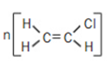 H Cl
n[ C=C ]
H H